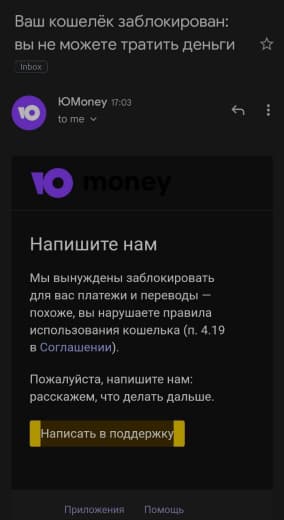 Ваш кошелёк заблокирован:
вы не можете тратить деньги
Inbox
ЮMoney 17:03
to me
Ю money
Напишите нам
Мы вынуждены заблокировать
для вас платежи и переводы —
похоже, вы нарушаете правила
использования кошелька (п. 4.19
в Соглашении).
Пожалуйста, напишите нам:
расскажем, что делать дальше.
Написать в поддержку
Приложения Помощь